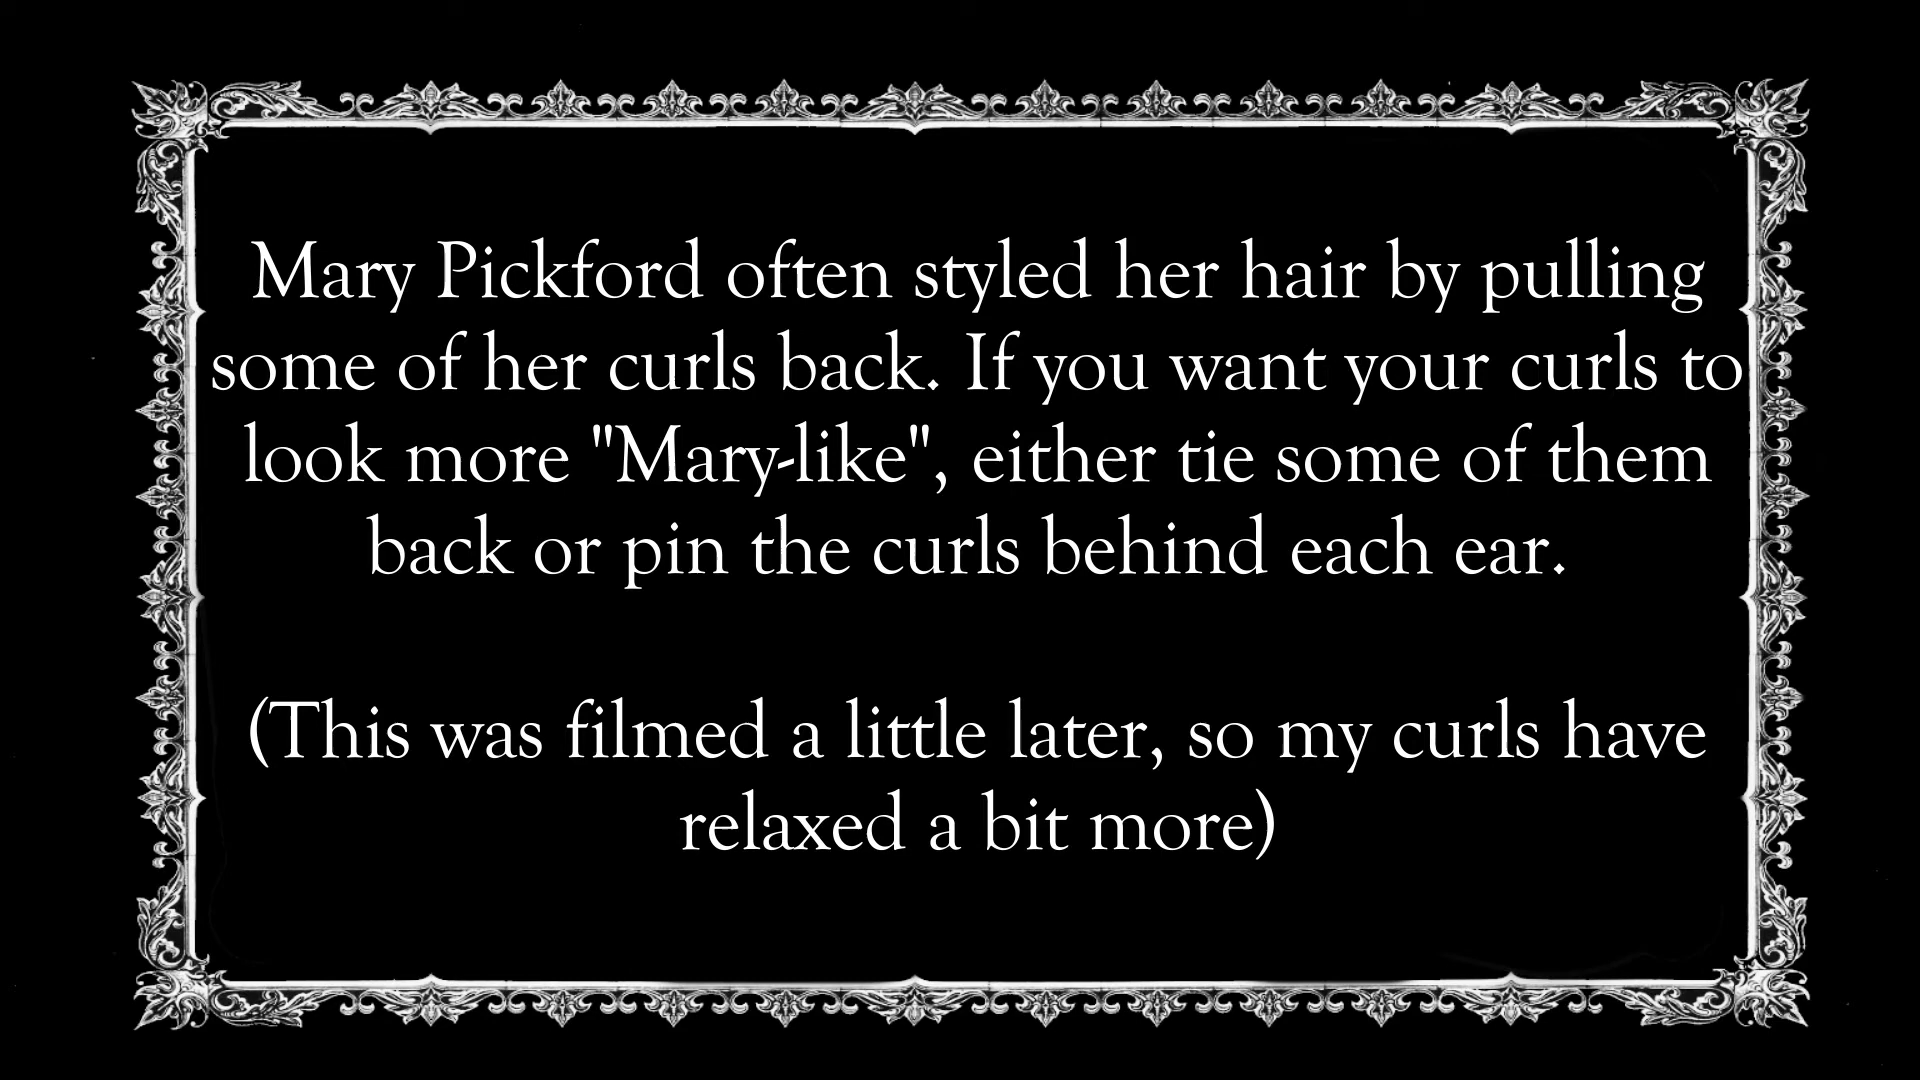 Mary Pickford often styled her hair by pulling
some of her curls back. If you want your curls to
look more "Mary-like", either tie some of them
back or pin the curls behind each ear.
(This was filmed a little later, so my curls have
relaxed a bit more)